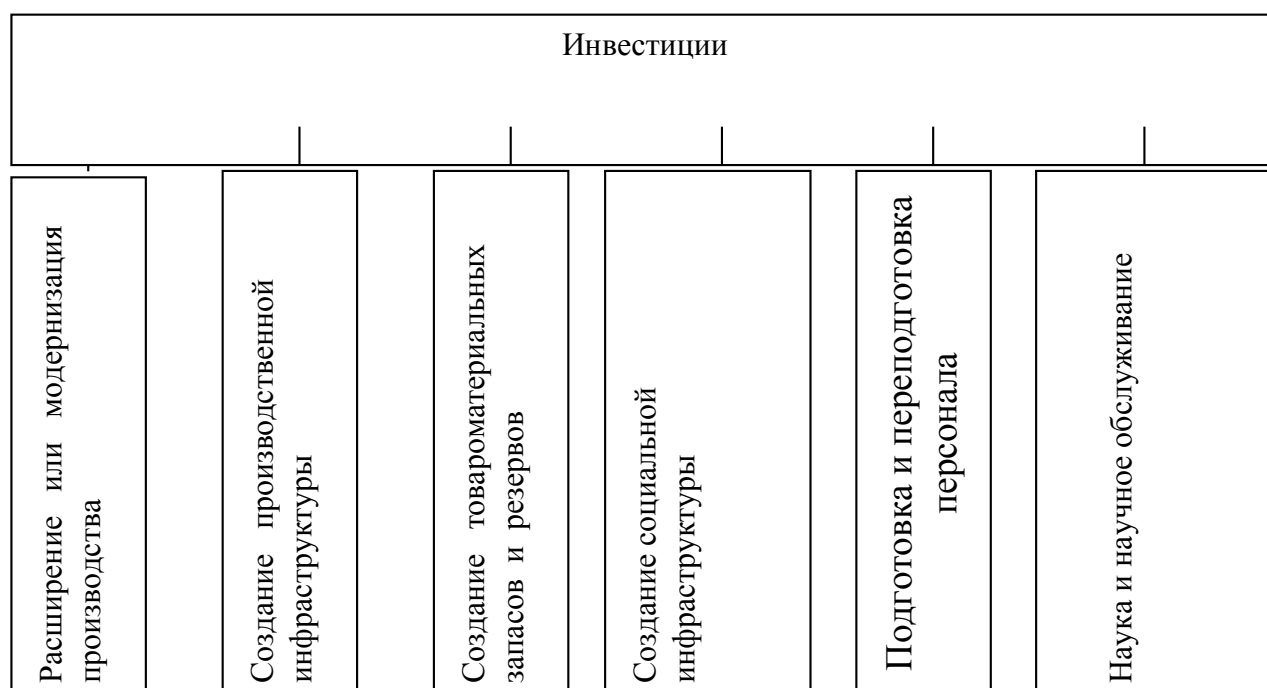 Инвестиции
Расширение или модернизация
производства
Создание производственной
инфраструктуры
Создание товароматериальных
запасов и резервов
Создание социальной
инфраструктуры
Подготовка и переподготовка
персонала
Наука и научное обслуживание